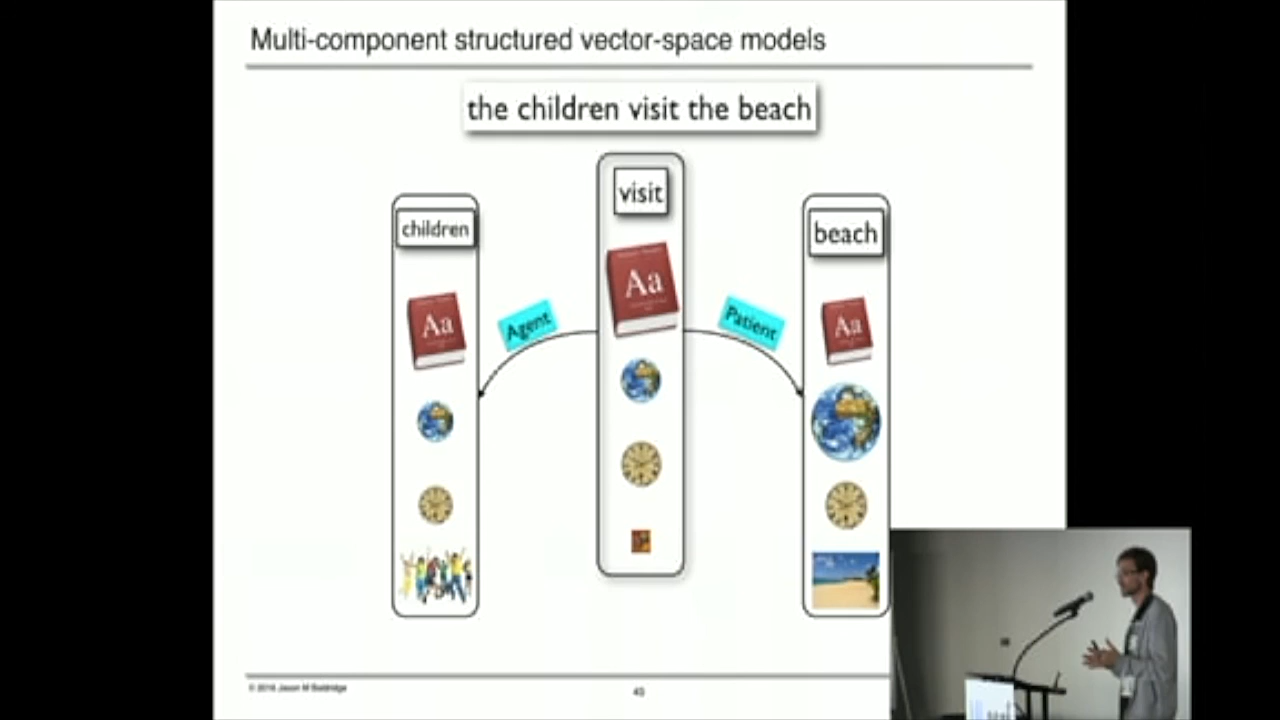 Multi-component structured vector-space models
the children visit the beach
visit
children
beach
Aa
Aa
Aa
Agent
Patient
© 2016 Jason M Baldridge
43